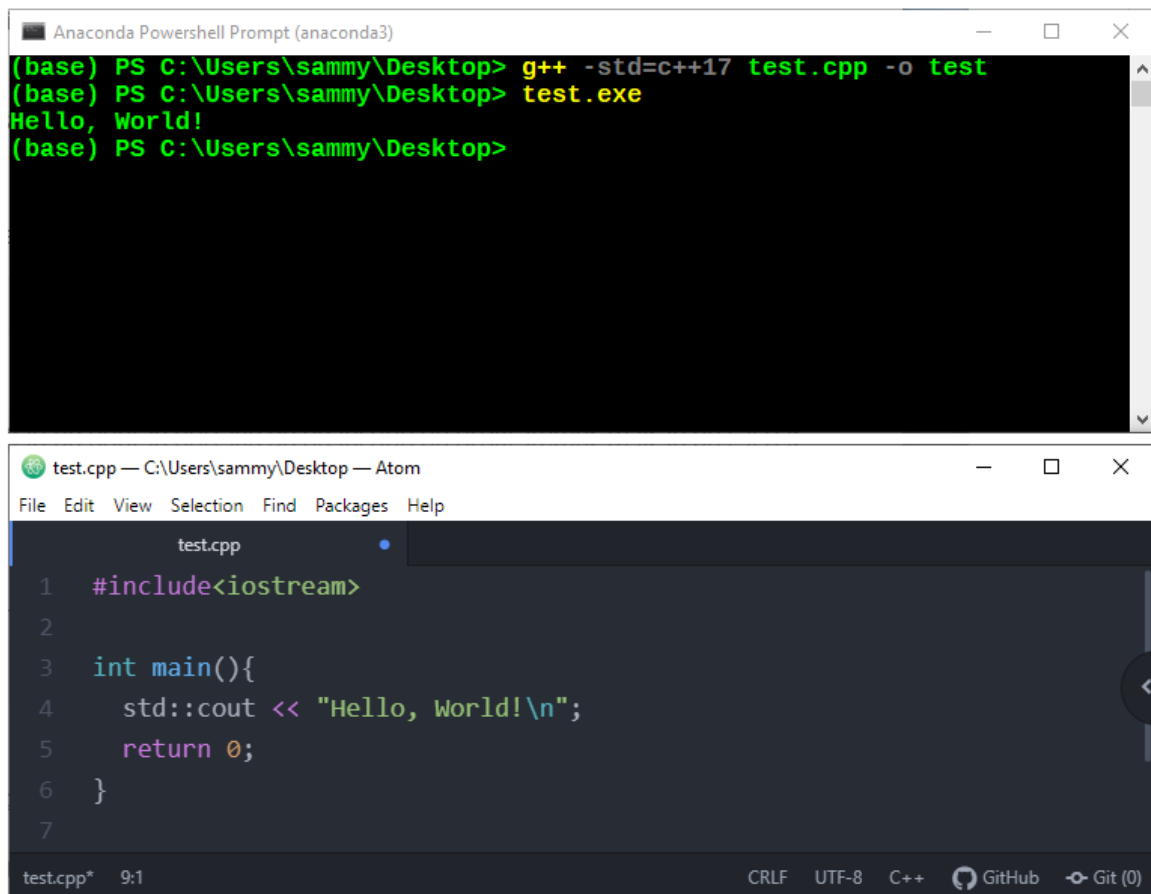 Anaconda Powershell Prompt (anaconda3)
(base) PS C:\Users\sammy\Desktop> g++ -std=c++17 test.cpp -o test
(base) PS C:\Users\sammy\Desktop> test.exe
Hello, World!
(base) PS C:\Users\sammy\Desktop>
test.cpp — C:\Users\sammy\Desktop — Atom
File Edit View Selection Find Packages Help
test.cpp
1 #include<iostream>
2
3 int main(){
4   std::cout << "Hello, World!\n";
5   return 0;
6 }
7
test.cpp* 9:1 CRLF UTF-8 C++ GitHub Git (0)